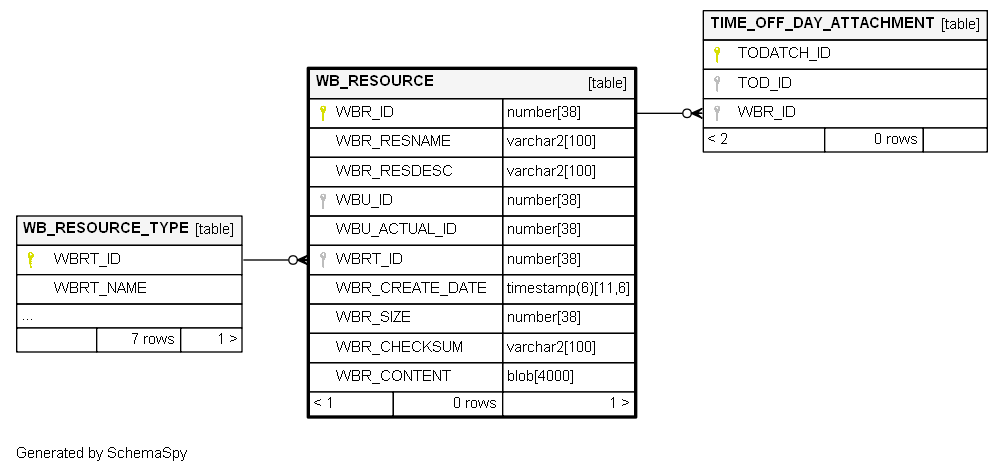 TIME_OFF_DAY_ATTACHMENT [table]
TODATCH_ID
TOD_ID
WBR_ID
< 2 0 rows
WB_RESOURCE [table]
WBR_ID number[38]
WBR_RESNAME varchar2[100]
WBR_RESDESC varchar2[100]
WBU_ID number[38]
WBU_ACTUAL_ID number[38]
WBRT_ID number[38]
WBR_CREATE_DATE timestamp(6)[11,6]
WBR_SIZE number[38]
WBR_CHECKSUM varchar2[100]
WBR_CONTENT blob[4000]
< 1 0 rows 1 >
WB_RESOURCE_TYPE [table]
WBRT_ID
WBRT_NAME
...
7 rows 1 >
Generated by SchemaSpy